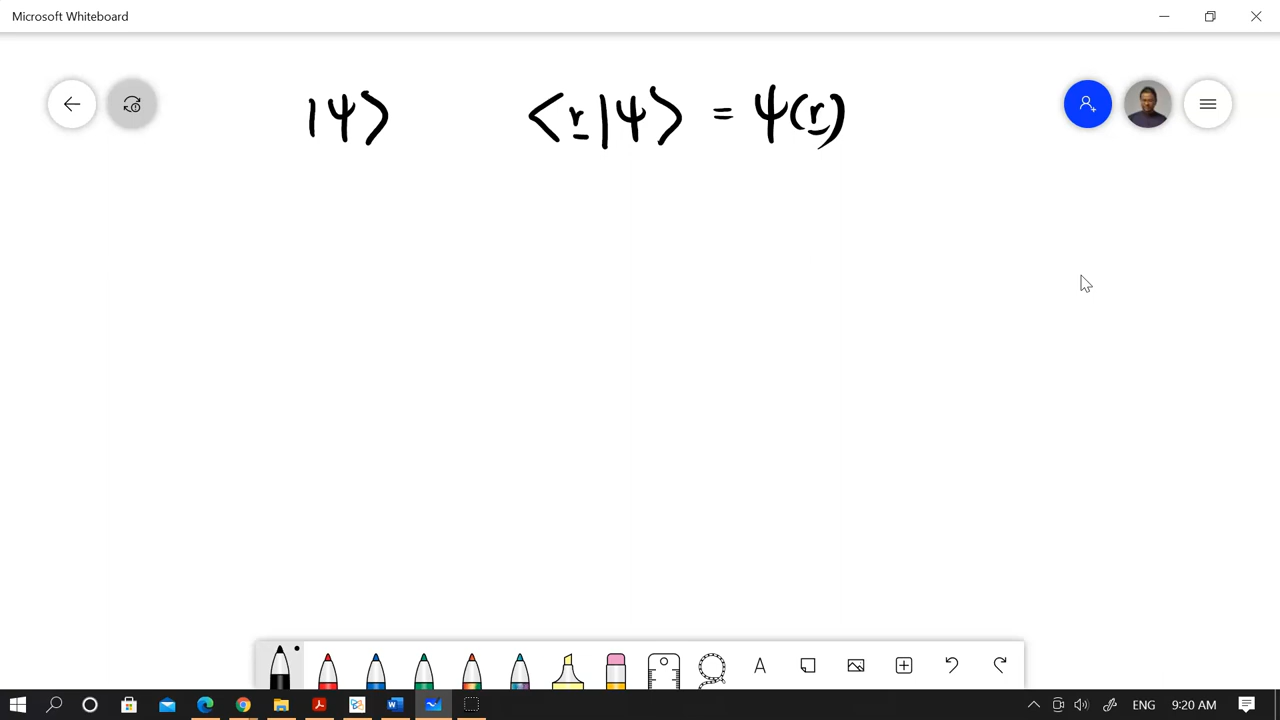 Microsoft Whiteboard
|ψ⟩ ⟨r̲|ψ⟩ = ψ(r̲)
A
ENG 9:20 AM